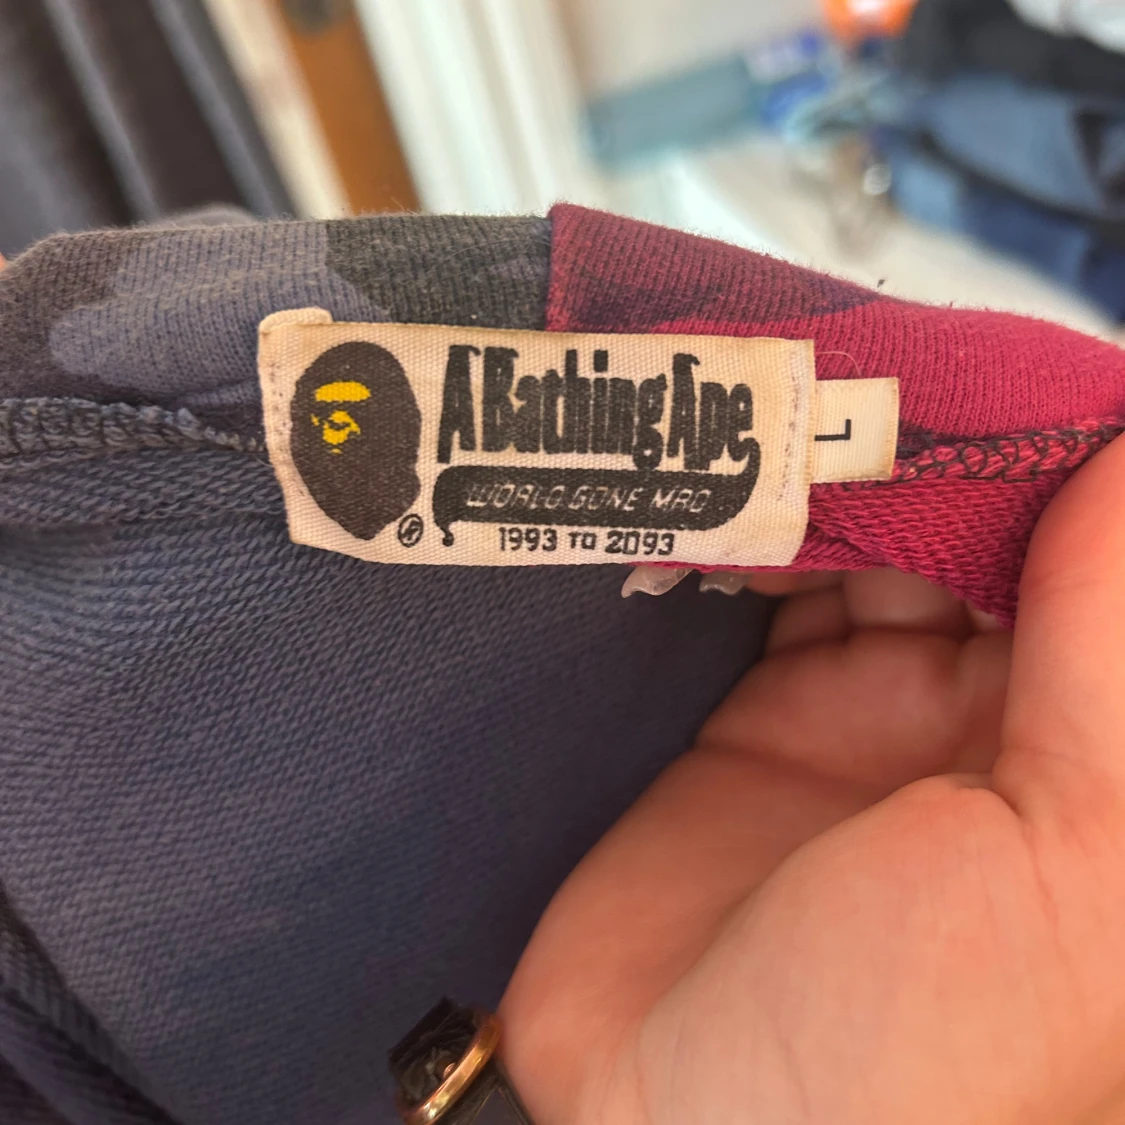 A Bathing Ape
WORLD GONE MAD
1993 TO 2093
L
®